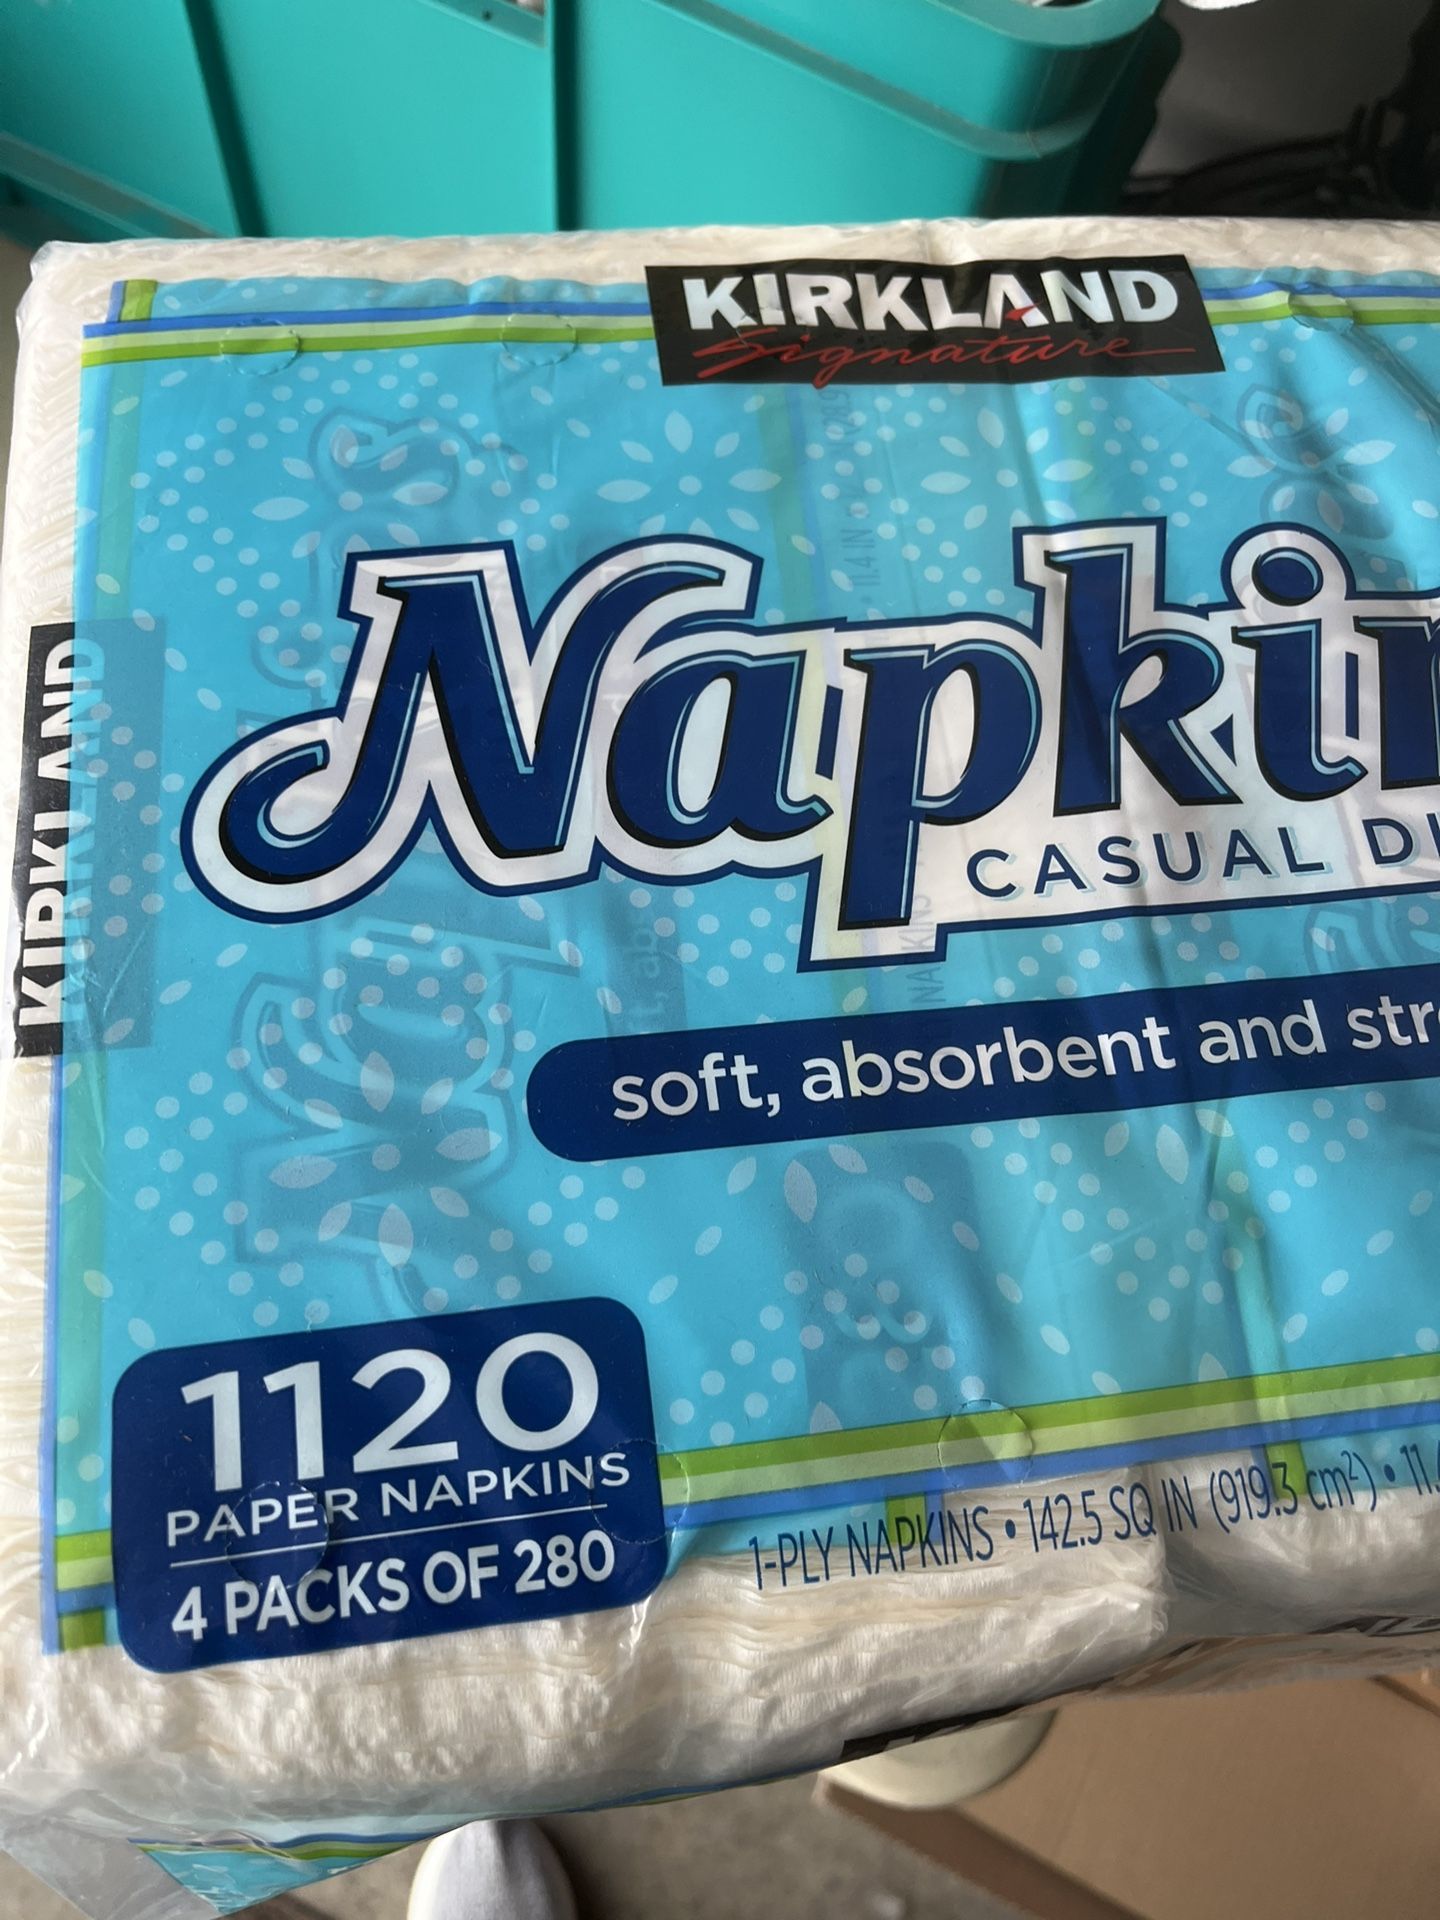 KIRKLAND
Signature
Napkin
CASUAL
soft, absorbent and
KIRKLAND
1120
PAPER NAPKINS
4 PACKS OF 280
1-PLY NAPKINS • 142.5 SQ IN (919.3 cm²) •